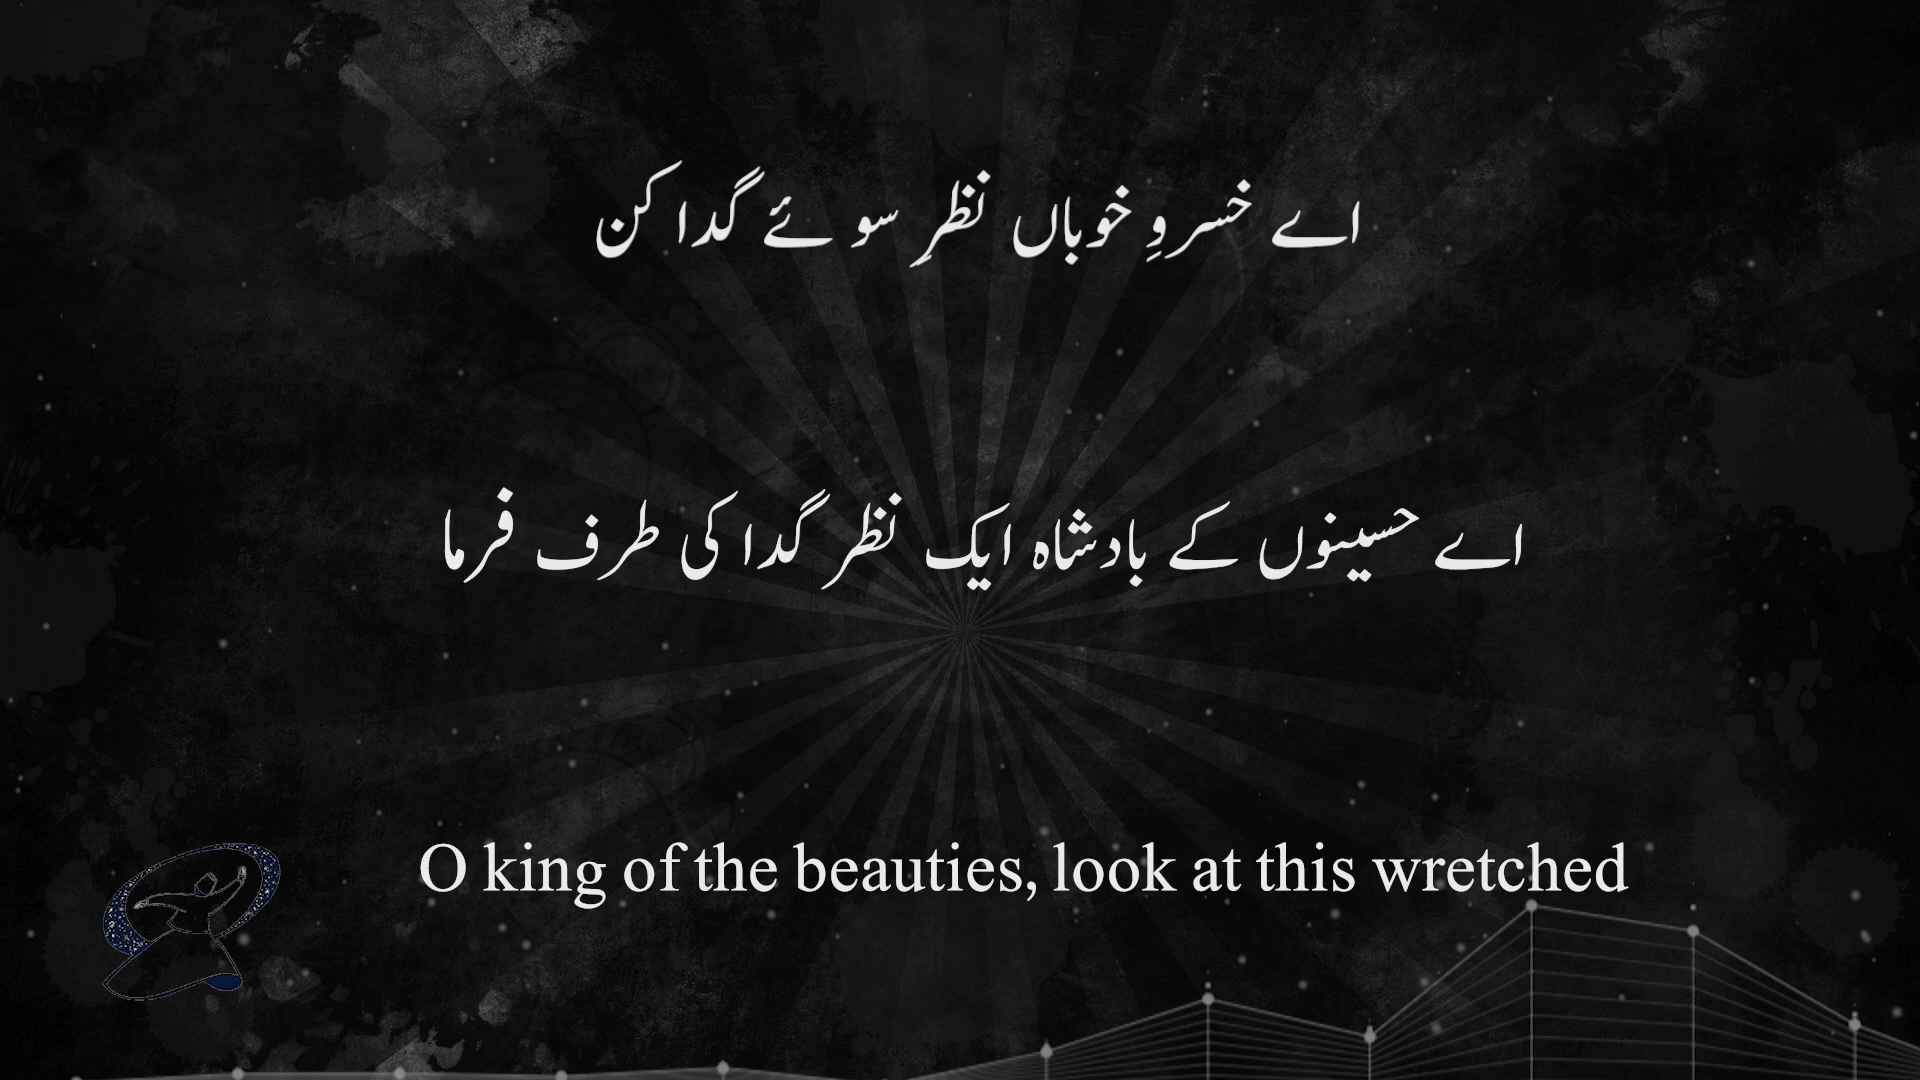 اے خسروِ خوباں نظرِ سوئے گدا کن
اے حسینوں کے بادشاہ ایک نظر گدا کی طرف فرما
O king of the beauties, look at this wretched